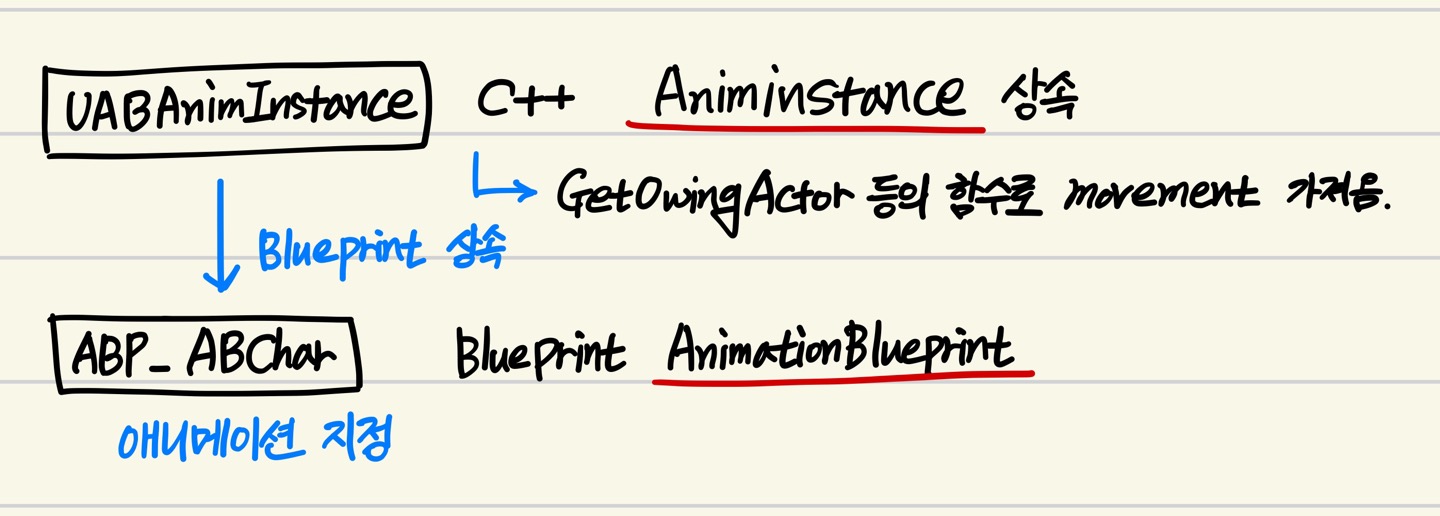 UABAnimInstance C++ Animinstance 상속
GetOwingActor 등의 함수로 movement 가져옴.
Blueprint 상속
ABP_ABChar Blueprint AnimationBlueprint
애니메이션 지정